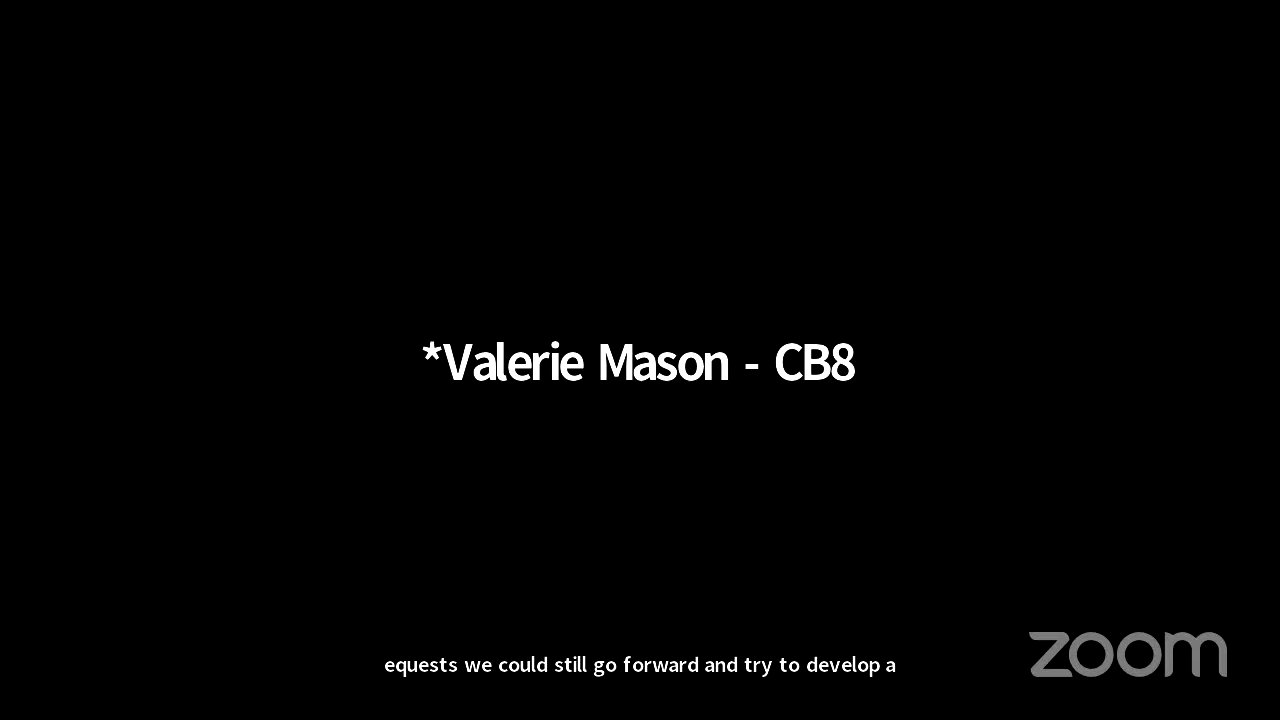 *Valerie Mason - CB8
equests we could still go forward and try to develop a
zoom